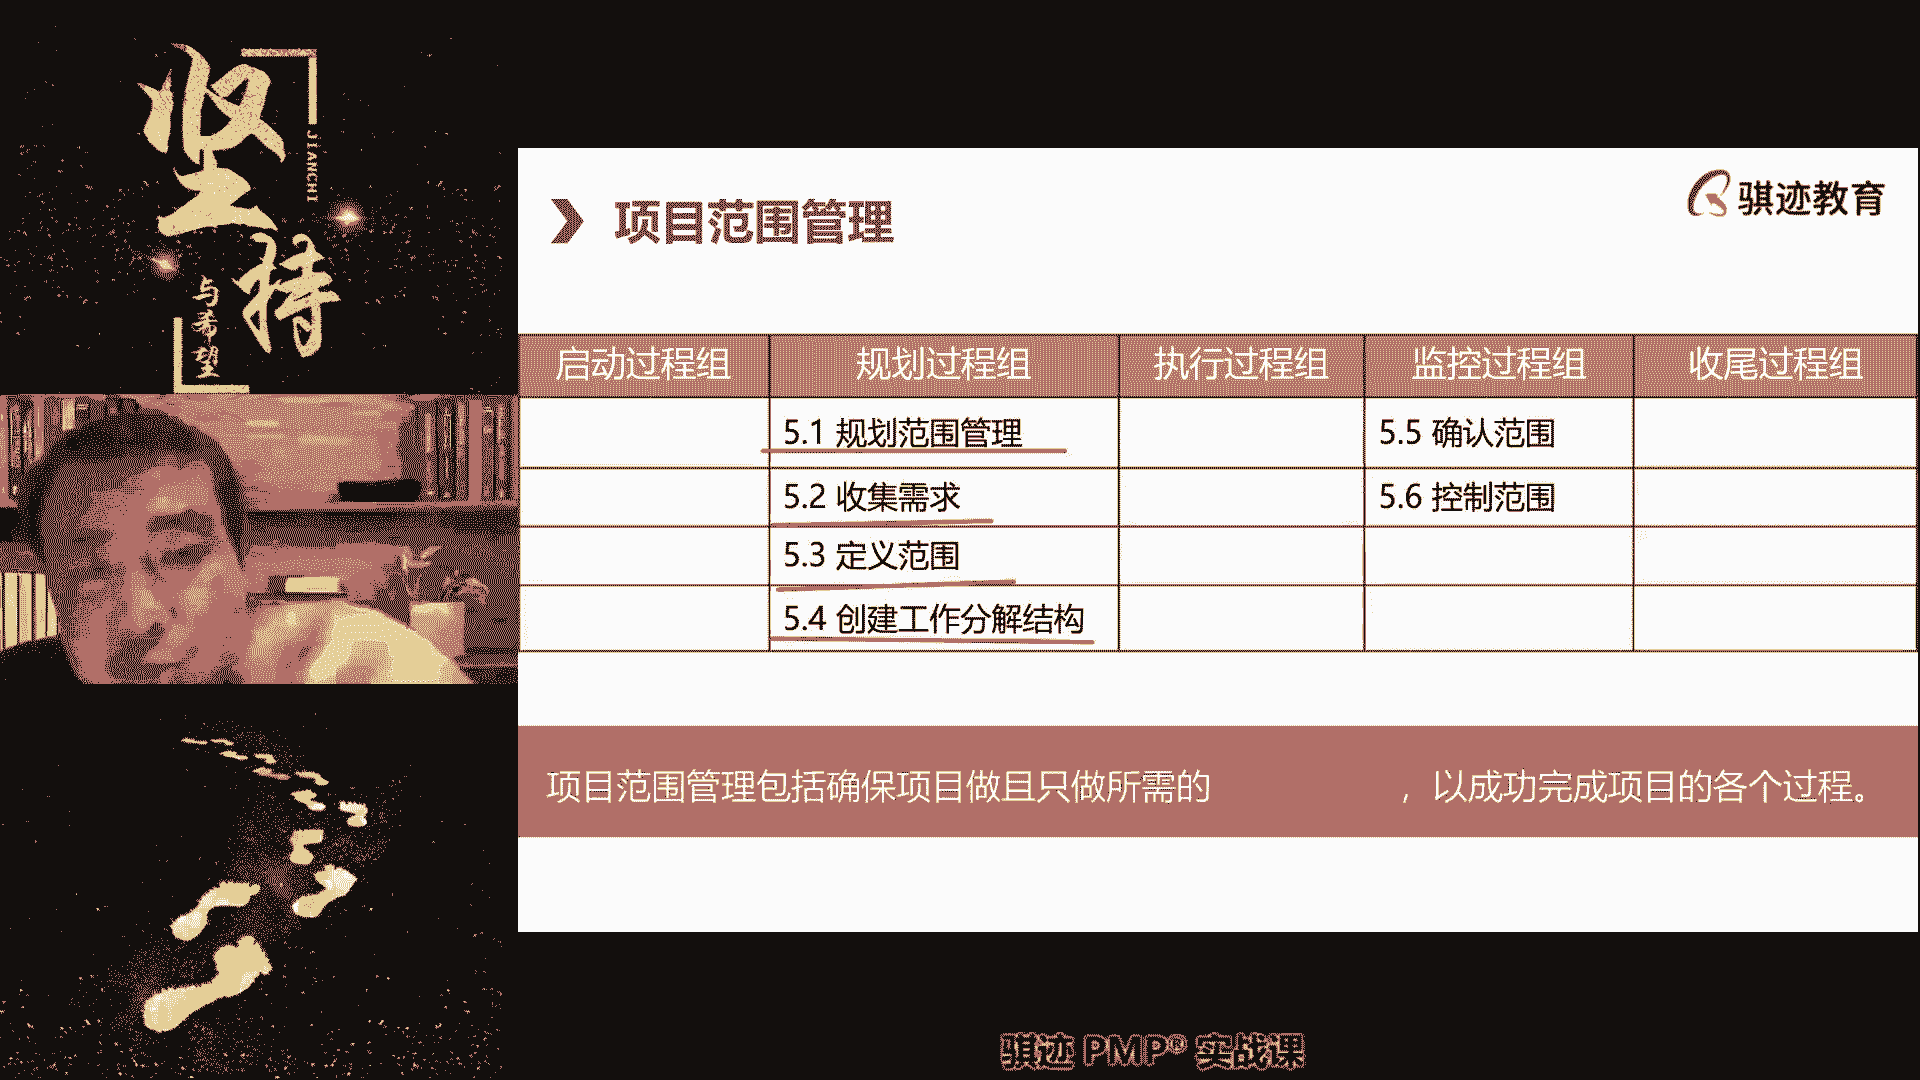 坚持
JIANCHI
与希望
骐迹教育
项目范围管理
启动过程组 规划过程组 执行过程组 监控过程组 收尾过程组
5.1 规划范围管理 5.5 确认范围
5.2 收集需求 5.6 控制范围
5.3 定义范围
5.4 创建工作分解结构
项目范围管理包括确保项目做且只做所需的 ，以成功完成项目的各个过程。
骐迹 PMP® 实战课